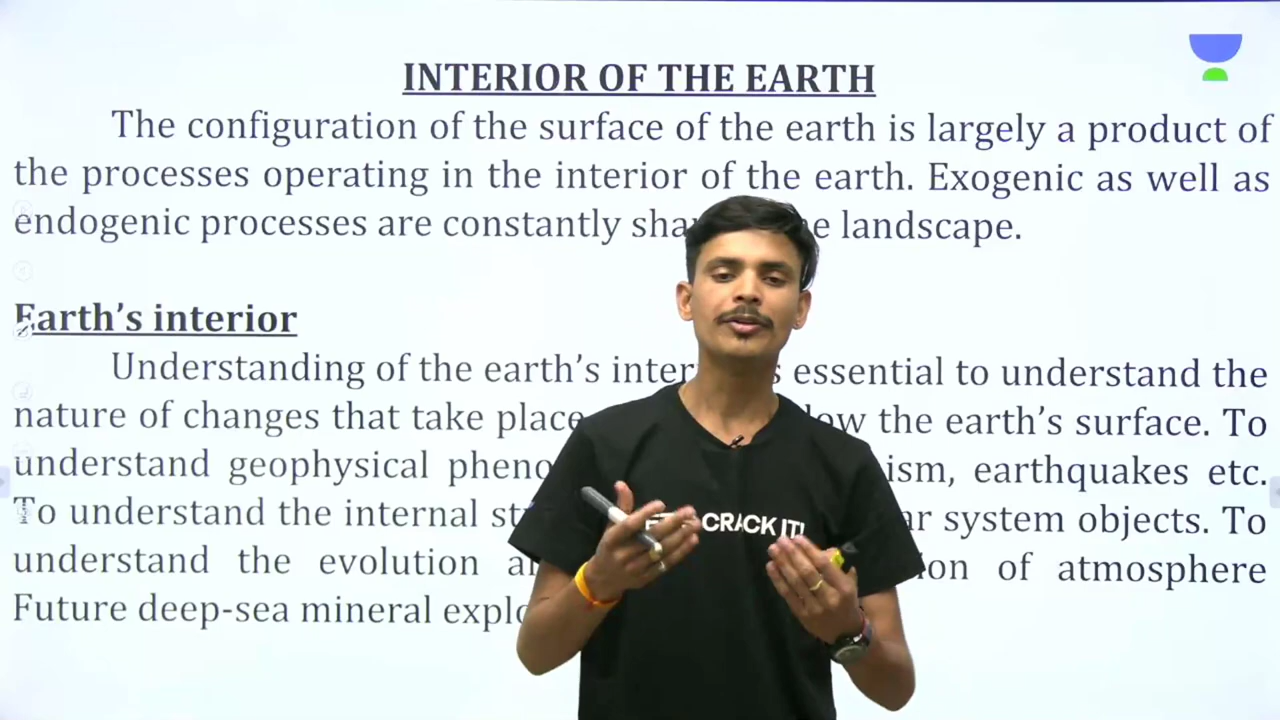 INTERIOR OF THE EARTH
The configuration of the surface of the earth is largely a product of
the processes operating in the interior of the earth. Exogenic as well as
endogenic processes are constantly sha e landscape.
Earth's interior
Understanding of the earth's inter s essential to understand the
nature of changes that take place low the earth's surface. To
understand geophysical pheno ism, earthquakes etc.
To understand the internal st ar system objects. To
understand the evolution a ion of atmosphere
Future deep-sea mineral explo
CRACK IT!